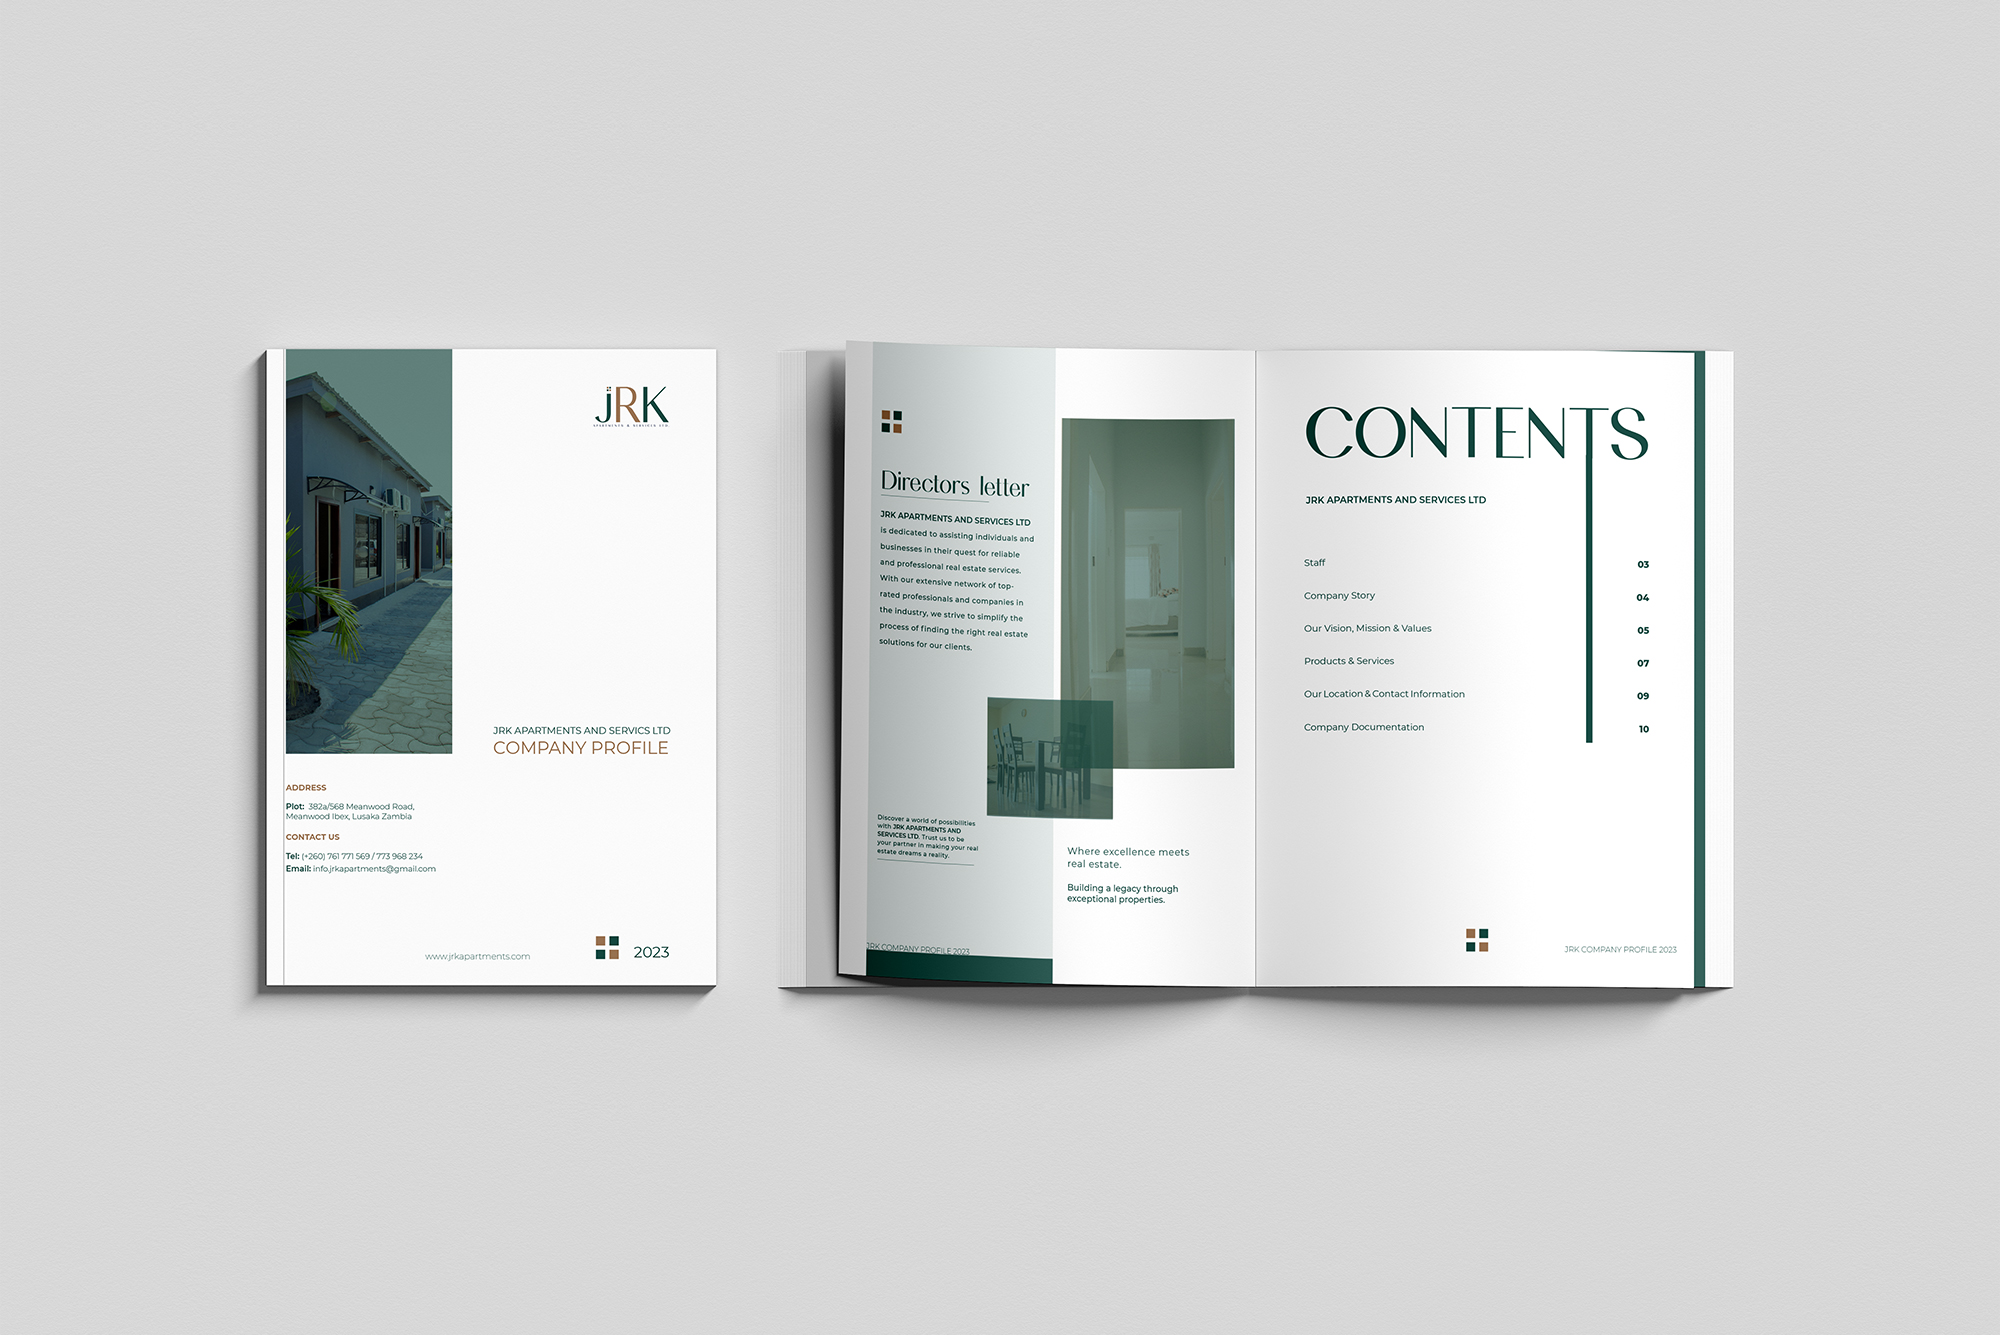 jRK
APARTMENTS & SERVICES LTD.
JRK APARTMENTS AND SERVICS LTD
COMPANY PROFILE
ADDRESS
Plot: 382a/568 Meanwood Road,
Meanwood Ibex, Lusaka Zambia
CONTACT US
Tel: (+260) 761 771 569 / 773 968 234
Email: info.jrkapartments@gmail.com
www.jrkapartments.com
2023
Directors letter
JRK APARTMENTS AND SERVICES LTD
is dedicated to assisting individuals and
businesses in their quest for reliable
and professional real estate services.
With our extensive network of top-
rated professionals and companies in
the industry, we strive to simplify the
process of finding the right real estate
solutions for our clients.
Discover a world of possibilities
with JRK APARTMENTS AND
SERVICES LTD. Trust us to be
your partner in making your real
estate dreams a reality.
JRK COMPANY PROFILE 2023
Where excellence meets
real estate.
Building a legacy through
exceptional properties.
CONTENTS
JRK APARTMENTS AND SERVICES LTD
Staff 03
Company Story 04
Our Vision, Mission & Values 05
Products & Services 07
Our Location & Contact Information 09
Company Documentation 10
JRK COMPANY PROFILE 2023